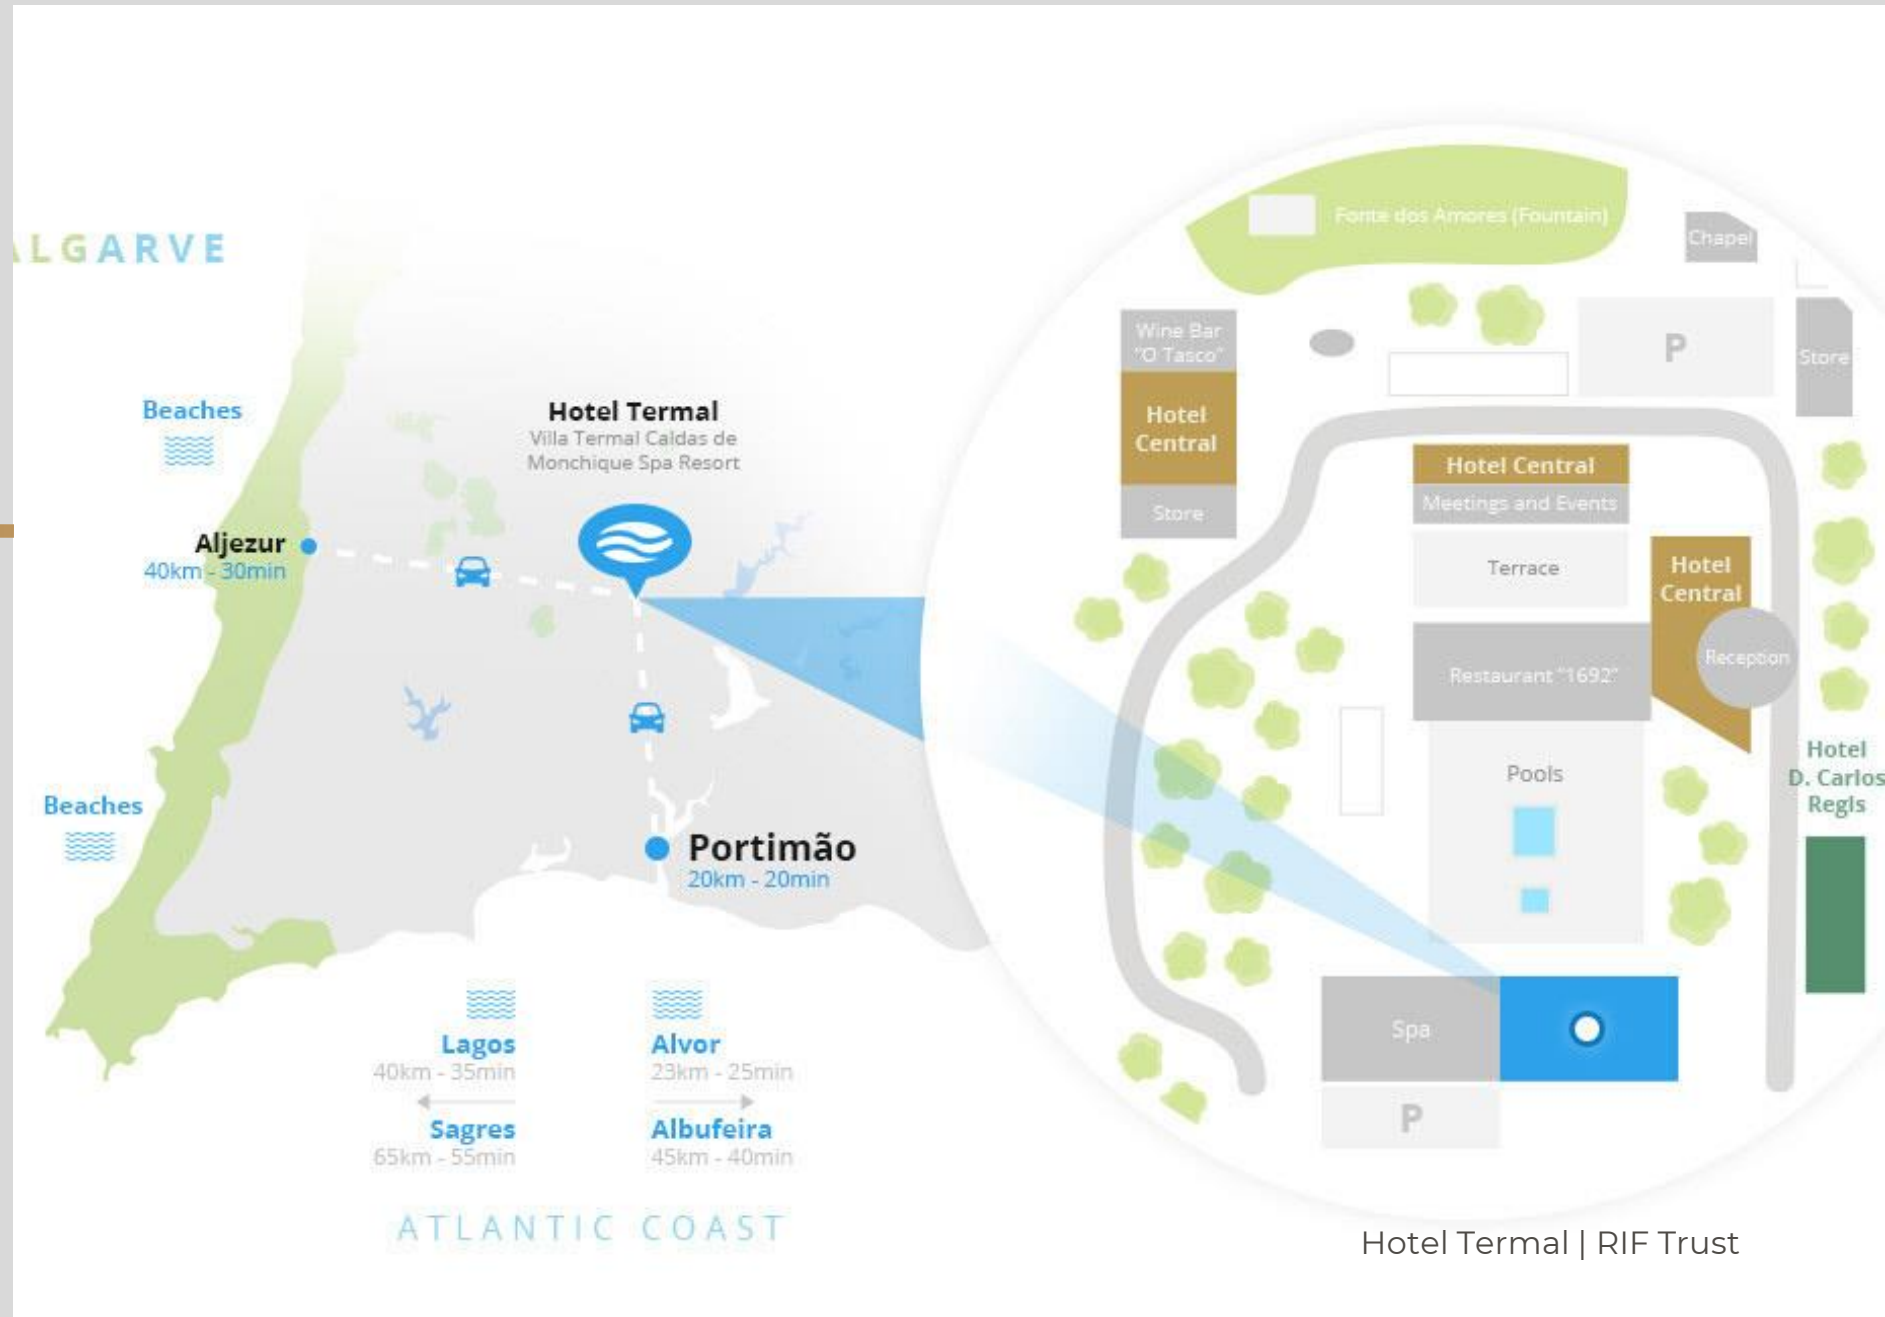 ALGARVE
Beaches
Hotel Termal
Villa Termal Caldas de
Monchique Spa Resort
Aljezur
40km - 30min
Beaches
Portimão
20km - 20min
Lagos
40km - 35min
Sagres
65km - 55min
Alvor
23km - 25min
Albufeira
45km - 40min
ATLANTIC COAST
Fonte dos Amores (Fountain)
Chapel
Wine Bar
"O Tasco"
Hotel
Central
Store
P
Store
Hotel Central
Meetings and Events
Terrace
Hotel
Central
Reception
Restaurant "1692"
Pools
Hotel
D. Carlos
RegIs
Spa
P
Hotel Termal | RIF Trust